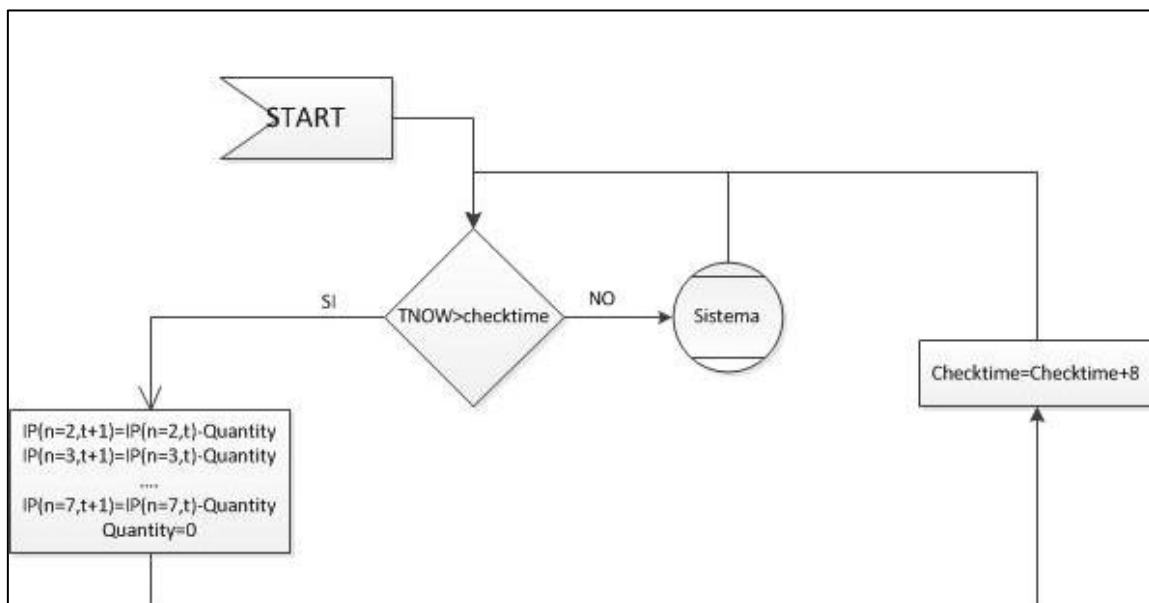 START
SI
TNOW>checktime
NO
Sistema
Checktime=Checktime+8
IP(n=2,t+1)=IP(n=2,t)-Quantity
IP(n=3,t+1)=IP(n=3,t)-Quantity
....
IP(n=7,t+1)=IP(n=7,t)-Quantity
Quantity=0